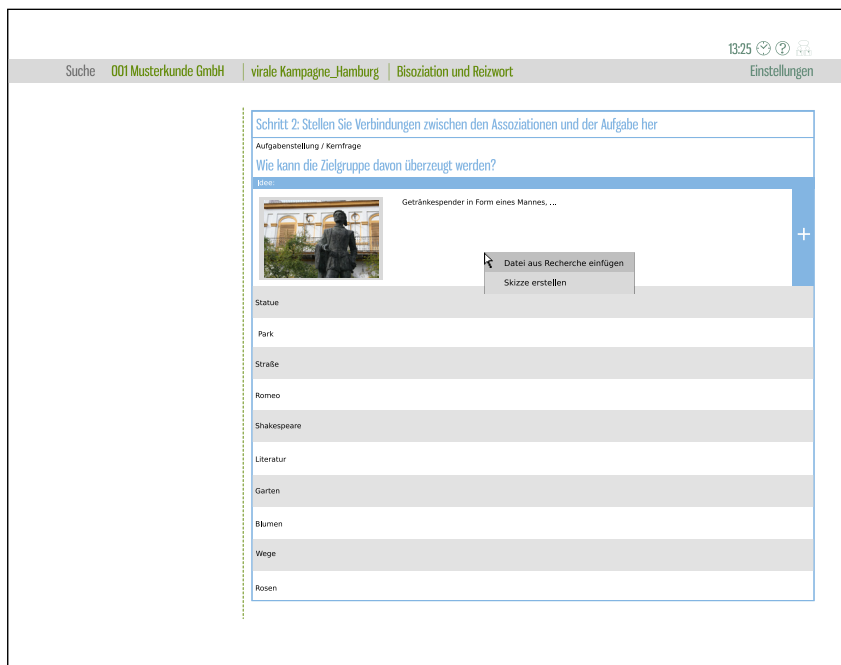 13:25 ?
Suche 001 Musterkunde GmbH virale Kampagne_Hamburg Bisoziation und Reizwort Einstellungen
Schritt 2: Stellen Sie Verbindungen zwischen den Assoziationen und der Aufgabe her
Aufgabenstellung / Kernfrage
Wie kann die Zielgruppe davon überzeugt werden?
Idee:
Getränkespender in Form eines Mannes, ...
+
Datei aus Recherche einfügen
Skizze erstellen
Statue
Park
Straße
Romeo
Shakespeare
Literatur
Garten
Blumen
Wege
Rosen